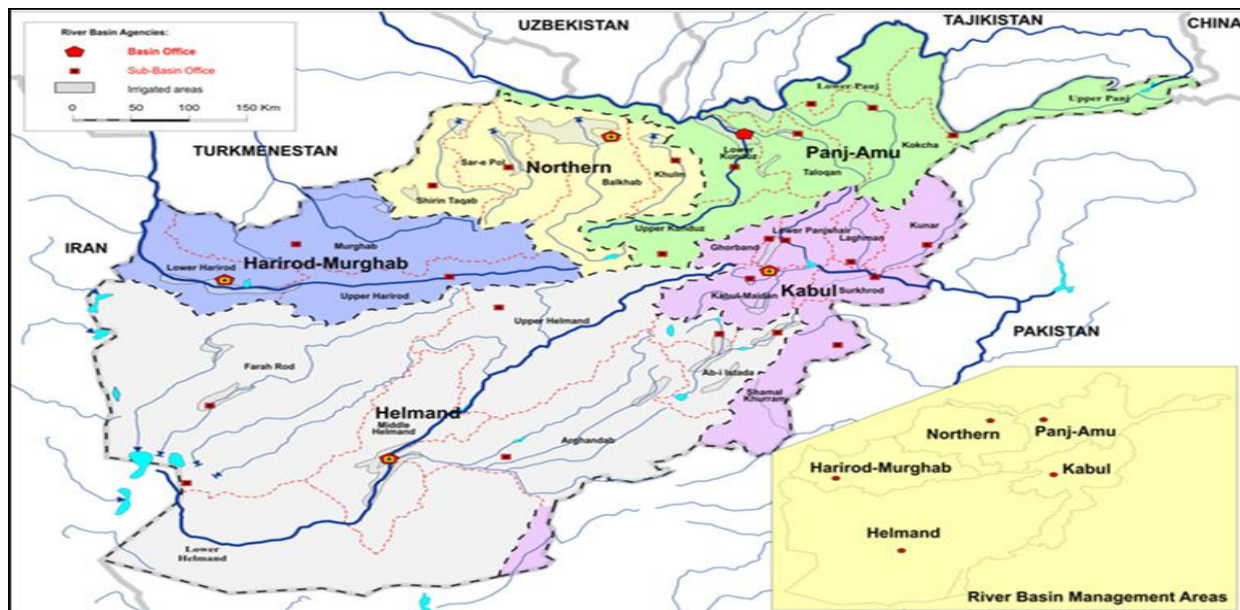 UZBEKISTAN
TAJIKISTAN
CHINA
River Basin Agencies:
Basin Office
Sub-Basin Office
Irrigated areas
0 50 100 150 Km
TURKMENESTAN
IRAN
PAKISTAN
Lower Panj
Upper Panj
Northern
Sar-e Pol
Shirin Taqab
Balkhab
Khulm
Lower
Kunduz
Panj-Amu
Kokcha
Taloqan
Upper Kunduz
Murghab
Harirod-Murghab
Lower Harirod
Upper Harirod
Ghorband
Lower Panjshair
Laghman
Kunar
Kabul
Kabul-Maidan
Surkhrod
Upper Helmand
Farah Rod
Ab-i Istada
Shamal
Khurram
Helmand
Middle
Helmand
Arghandab
Lower
Helmand
Northern
Panj-Amu
Harirod-Murghab
Kabul
Helmand
River Basin Management Areas